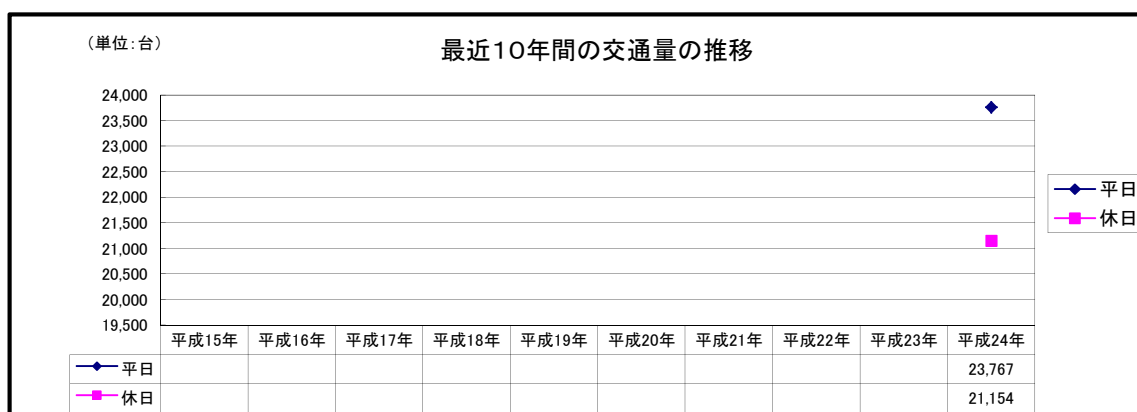 （単位：台）
最近１０年間の交通量の推移
24,000
23,500
23,000
22,500
22,000
21,500
21,000
20,500
20,000
19,500
平日
休日
平成15年 平成16年 平成17年 平成18年 平成19年 平成20年 平成21年 平成22年 平成23年 平成24年
平日 23,767
休日 21,154